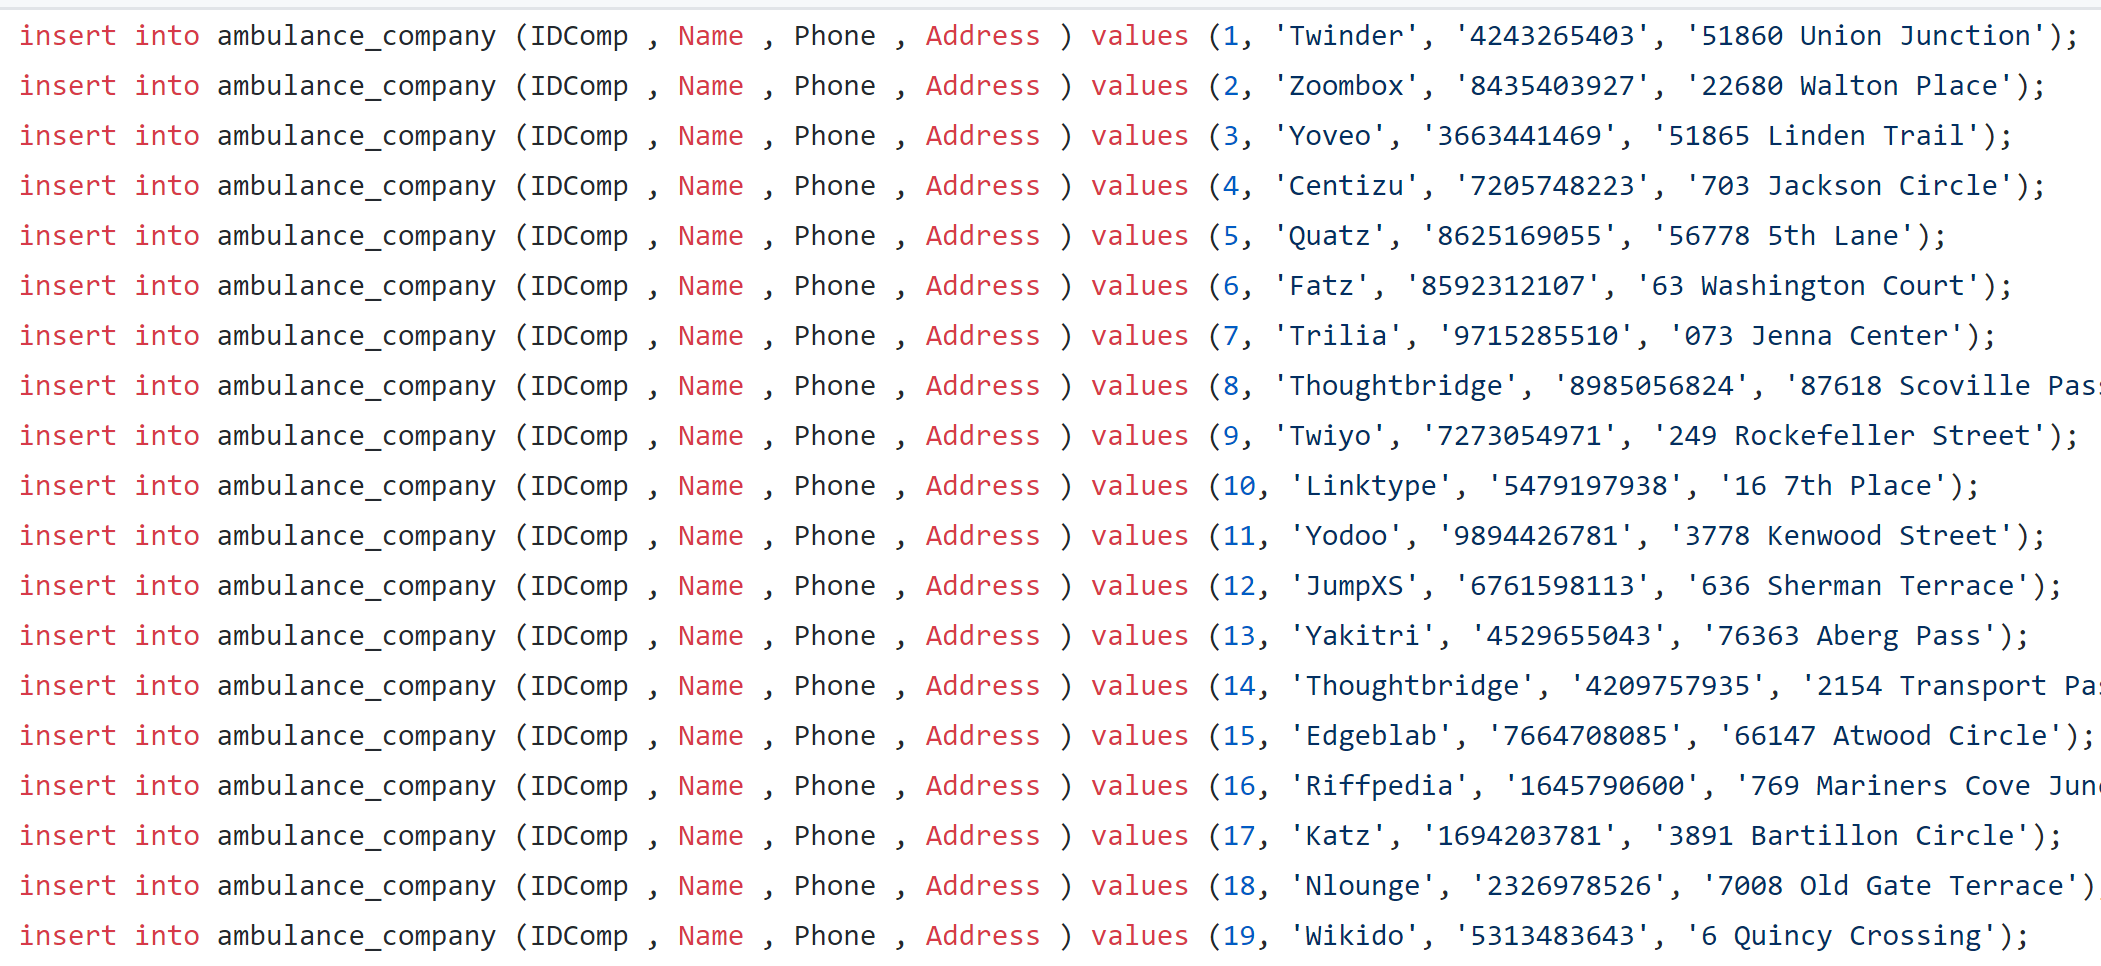 insert into ambulance_company (IDComp , Name , Phone , Address ) values (1, 'Twinder', '4243265403', '51860 Union Junction');
insert into ambulance_company (IDComp , Name , Phone , Address ) values (2, 'Zoombox', '8435403927', '22680 Walton Place');
insert into ambulance_company (IDComp , Name , Phone , Address ) values (3, 'Yoveo', '3663441469', '51865 Linden Trail');
insert into ambulance_company (IDComp , Name , Phone , Address ) values (4, 'Centizu', '7205748223', '703 Jackson Circle');
insert into ambulance_company (IDComp , Name , Phone , Address ) values (5, 'Quatz', '8625169055', '56778 5th Lane');
insert into ambulance_company (IDComp , Name , Phone , Address ) values (6, 'Fatz', '8592312107', '63 Washington Court');
insert into ambulance_company (IDComp , Name , Phone , Address ) values (7, 'Trilia', '9715285510', '073 Jenna Center');
insert into ambulance_company (IDComp , Name , Phone , Address ) values (8, 'Thoughtbridge', '8985056824', '87618 Scoville Pas
insert into ambulance_company (IDComp , Name , Phone , Address ) values (9, 'Twiyo', '7273054971', '249 Rockefeller Street');
insert into ambulance_company (IDComp , Name , Phone , Address ) values (10, 'Linktype', '5479197938', '16 7th Place');
insert into ambulance_company (IDComp , Name , Phone , Address ) values (11, 'Yodoo', '9894426781', '3778 Kenwood Street');
insert into ambulance_company (IDComp , Name , Phone , Address ) values (12, 'JumpXS', '6761598113', '636 Sherman Terrace');
insert into ambulance_company (IDComp , Name , Phone , Address ) values (13, 'Yakitri', '4529655043', '76363 Aberg Pass');
insert into ambulance_company (IDComp , Name , Phone , Address ) values (14, 'Thoughtbridge', '4209757935', '2154 Transport Pa
insert into ambulance_company (IDComp , Name , Phone , Address ) values (15, 'Edgeblab', '7664708085', '66147 Atwood Circle');
insert into ambulance_company (IDComp , Name , Phone , Address ) values (16, 'Riffpedia', '1645790600', '769 Mariners Cove Jun
insert into ambulance_company (IDComp , Name , Phone , Address ) values (17, 'Katz', '1694203781', '3891 Bartillon Circle');
insert into ambulance_company (IDComp , Name , Phone , Address ) values (18, 'Nlounge', '2326978526', '7008 Old Gate Terrace')
insert into ambulance_company (IDComp , Name , Phone , Address ) values (19, 'Wikido', '5313483643', '6 Quincy Crossing');